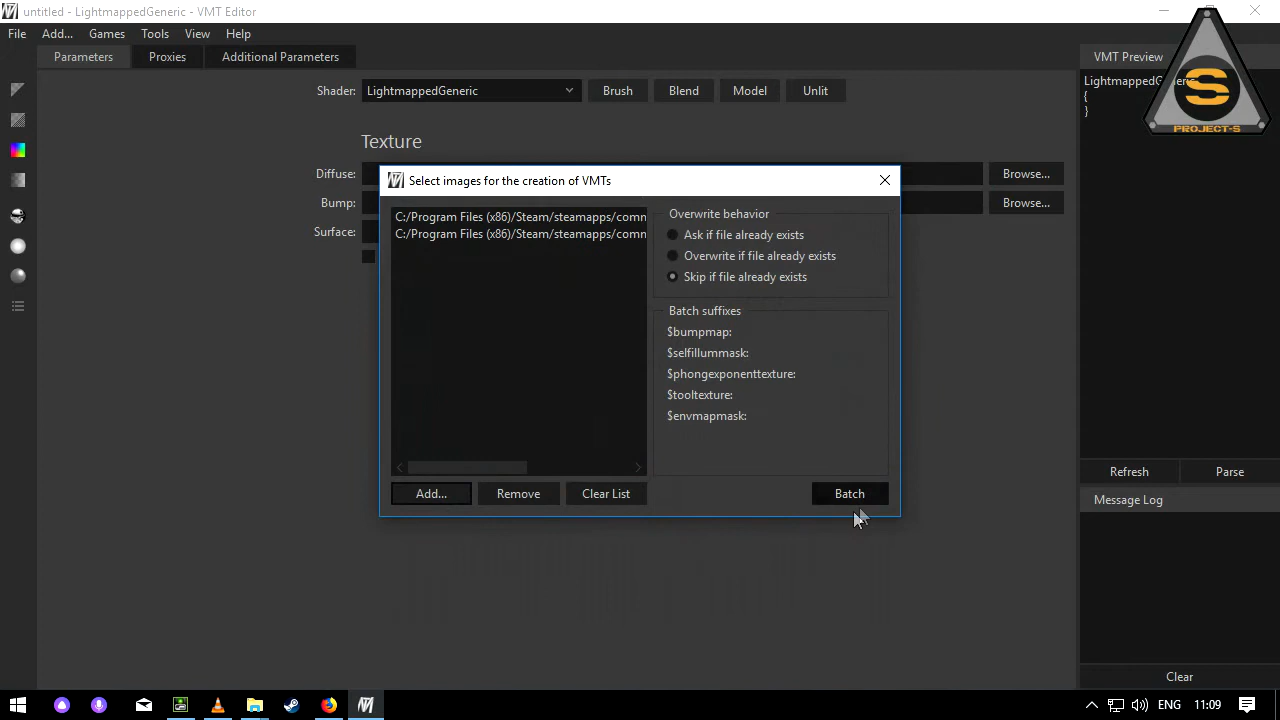 untitled - LightmappedGeneric - VMT Editor
File Add... Games Tools View Help
Parameters Proxies Additional Parameters
Shader: LightmappedGeneric Brush Blend Model Unlit
Texture
Diffuse: Browse...
Bump: Browse...
Surface:
Select images for the creation of VMTs
C:/Program Files (x86)/Steam/steamapps/comn
C:/Program Files (x86)/Steam/steamapps/comn
Overwrite behavior
Ask if file already exists
Overwrite if file already exists
Skip if file already exists
Batch suffixes
$bumpmap:
$selfillummask:
$phongexponenttexture:
$tooltexture:
$envmapmask:
Add... Remove Clear List Batch
VMT Preview
LightmappedGeneric
{
}
S
PROJECT-S
Refresh Parse
Message Log
Clear
ENG 11:09